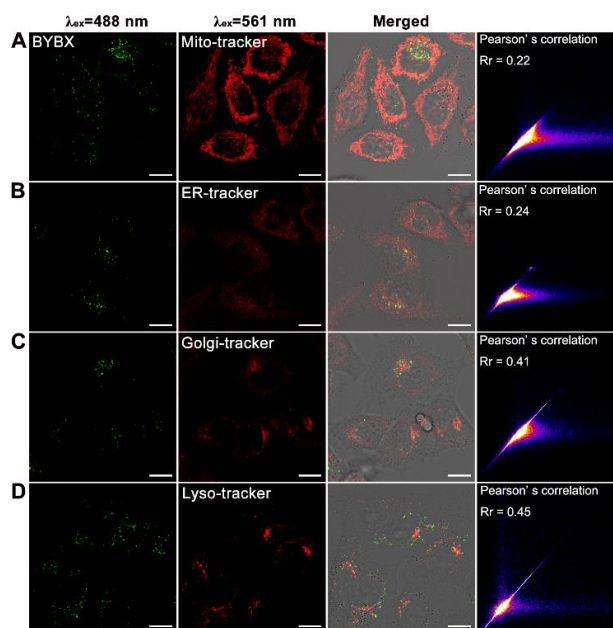 λex=488 nm λex=561 nm Merged
A BYBX Mito-tracker Pearson' s correlation
Rr = 0.22
B ER-tracker Pearson' s correlation
Rr = 0.24
C Golgi-tracker Pearson' s correlation
Rr = 0.41
D Lyso-tracker Pearson' s correlation
Rr = 0.45